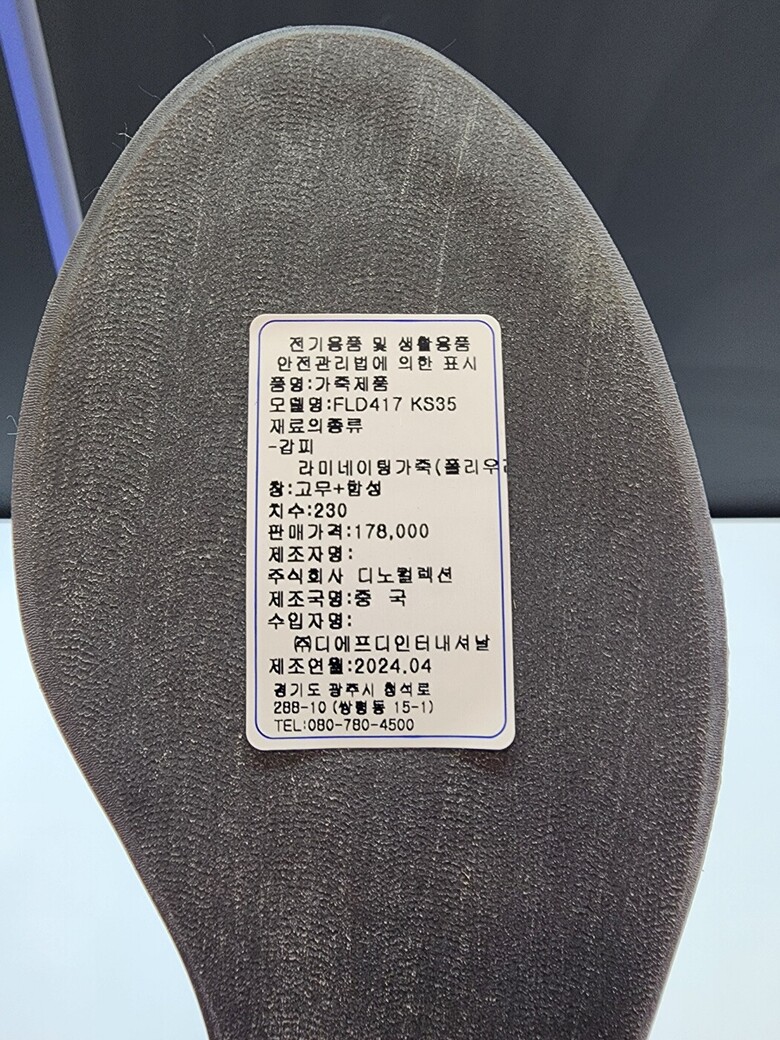 전기용품 및 생활용품
안전관리법에 의한 표시
품명:가죽제품
모델명:FLD417 KS35
재료의종류
-갑피
라미네이팅가죽(폴리우레
창:고무+합성
치수:230
판매가격:178,000
제조자명:
주식회사 디노컬렉션
제조국명:중 국
수입자명:
㈜디에프디인터내셔날
제조연월:2024.04
경기도 광주시 청석로
288-10 (쌍령동 15-1)
TEL:080-780-4500